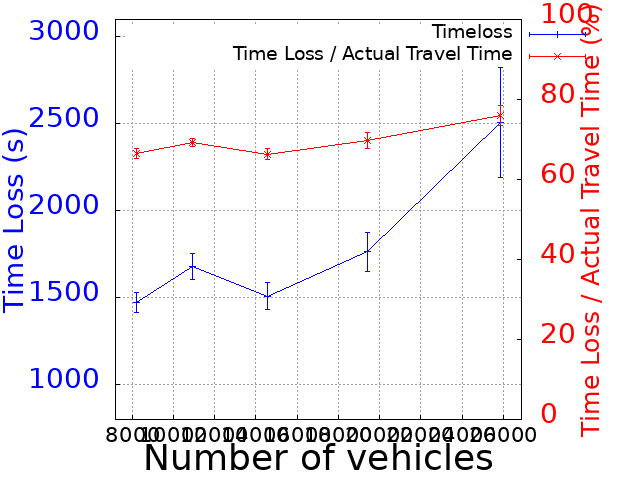 100
3000
Timeloss
Time Loss / Actual Travel Time
80
2500
60
2000
40
1500
20
1000
0
8000 10000 12000 14000 16000 18000 20000 22000 24000 26000
Number of vehicles
Time Loss (s)
Time Loss / Actual Travel Time (%)